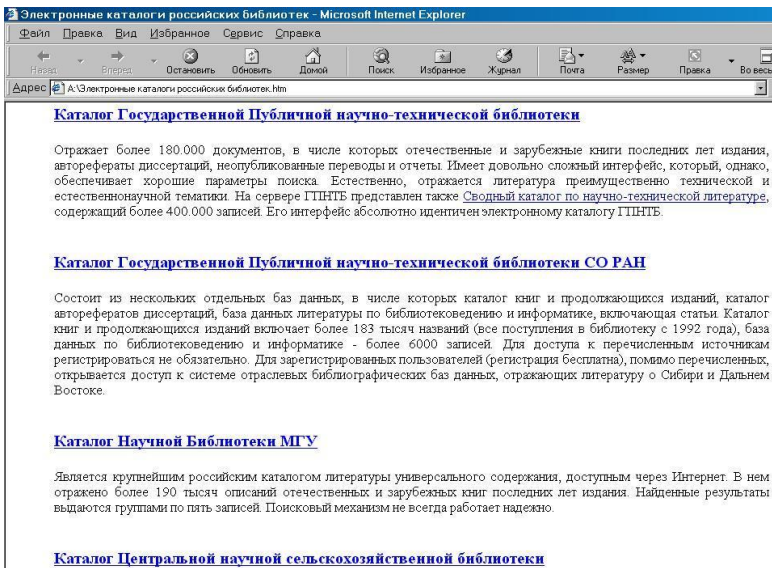 Электронные каталоги российских библиотек - Microsoft Internet Explorer
Файл Правка Вид Избранное Сервис Справка
Назад Вперед Остановить Обновить Домой Поиск Избранное Журнал Почта Размер Правка Во весь
Адрес A:\Электронные каталоги российских библиотек.htm
Каталог Государственной Публичной научно-технической библиотеки
Отражает более 180.000 документов, в числе которых отечественные и зарубежные книги последних лет издания,
авторефераты диссертаций, неопубликованные переводы и отчеты. Имеет довольно сложный интерфейс, который, однако,
обеспечивает хорошие параметры поиска. Естественно, отражается литература преимущественно технической и
естественнонаучной тематики. На сервере ГПНТБ представлен также Сводный каталог по научно-технической литературе,
содержащий более 400.000 записей. Его интерфейс абсолютно идентичен электронному каталогу ГПНТБ.
Каталог Государственной Публичной научно-технической библиотеки СО РАН
Состоит из нескольких отдельных баз данных, в числе которых каталог книг и продолжающихся изданий, каталог
авторефератов диссертаций, база данных литературы по библиотековедению и информатике, включающая статьи. Каталог
книг и продолжающихся изданий включает более 183 тысяч названий (все поступления в библиотеку с 1992 года), база
данных по библиотековедению и информатике - более 6000 записей. Для доступа к перечисленным источникам
регистрироваться не обязательно. Для зарегистрированных пользователей (регистрация бесплатна), помимо перечисленных,
открывается доступ к системе отраслевых библиографических баз данных, отражающих литературу о Сибири и Дальнем
Востоке.
Каталог Научной Библиотеки МГУ
Является крупнейшим российским каталогом литературы универсального содержания, доступным через Интернет. В нем
отражено более 190 тысяч описаний отечественных и зарубежных книг последних лет издания. Найденные результаты
выдаются группами по пять записей. Поисковый механизм не всегда работает надежно.
Каталог Центральной научной сельскохозяйственной библиотеки